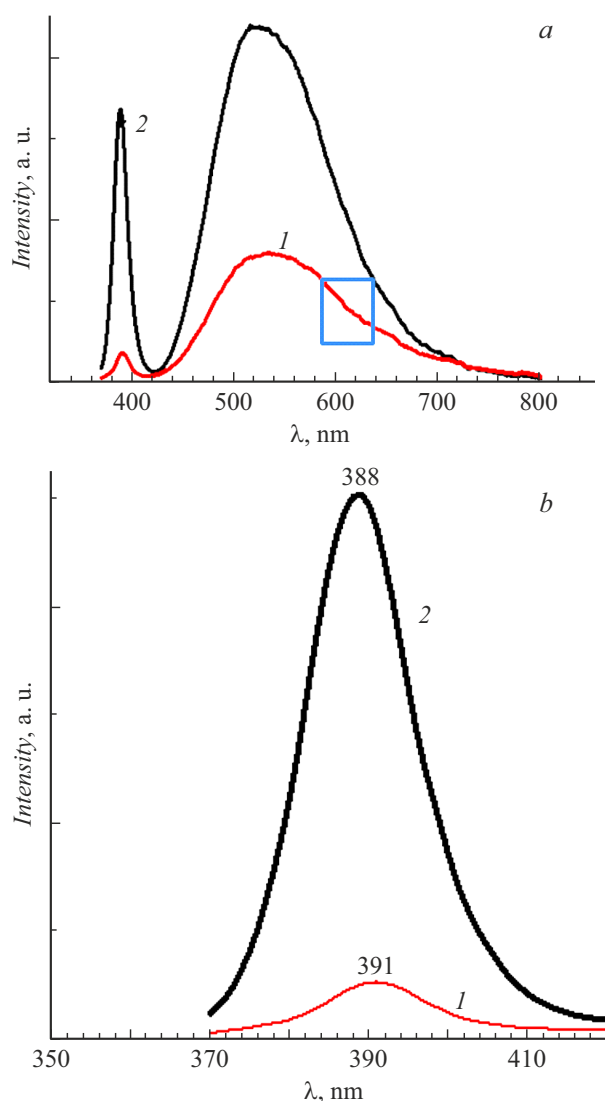 a
2
1
Intensity, a. u.
400 500 600 700 800
λ, nm
388
b
2
Intensity, a. u.
391
1
350 370 390 410
λ, nm